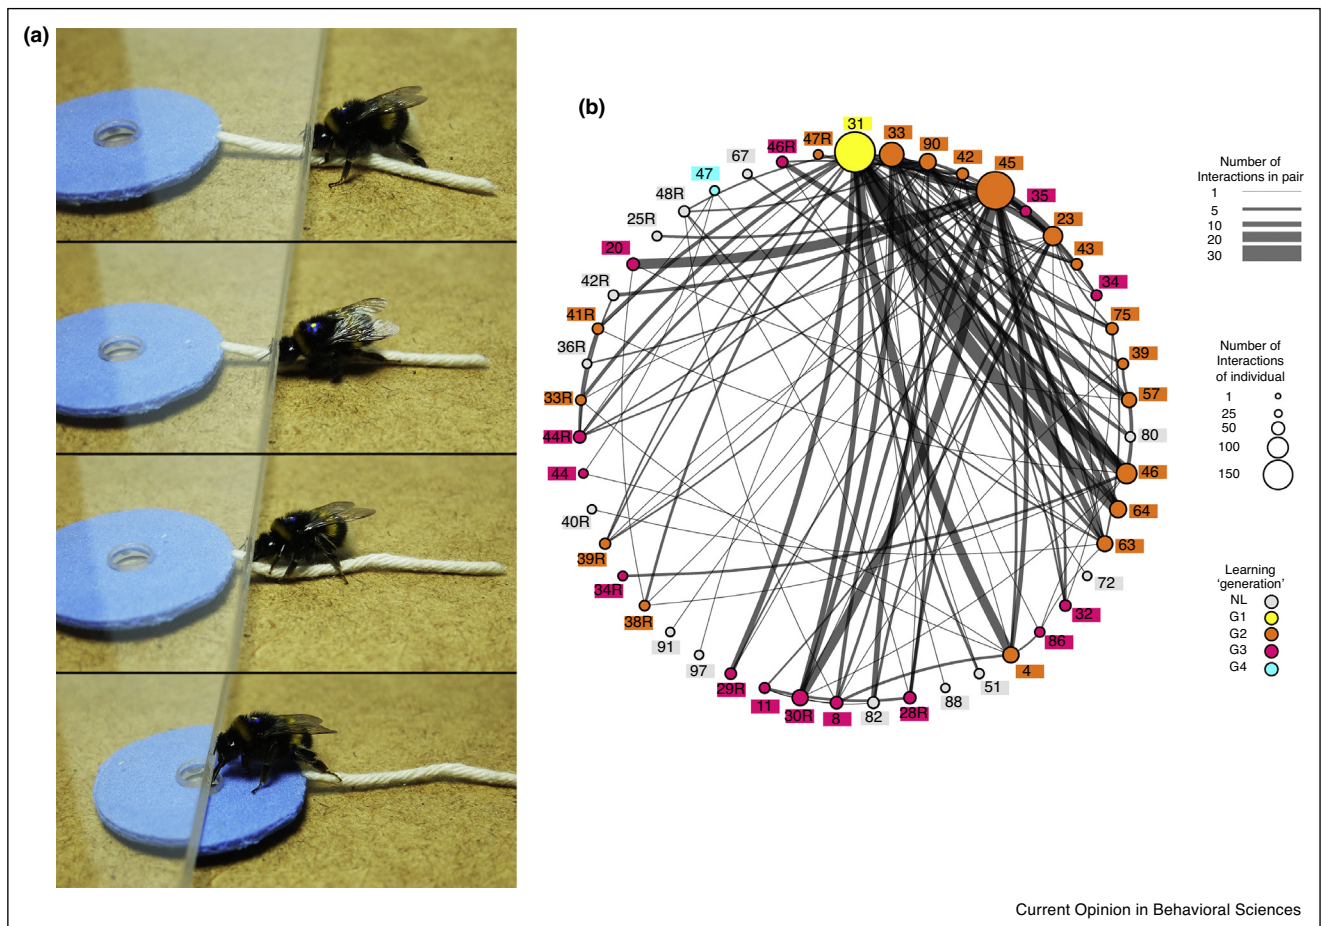 (a)
(b)
31
33
90
42
45
35
23
43
34
75
39
57
80
46
64
63
72
32
86
4
51
88
28R
82
8
30R
11
29R
97
91
38R
34R
39R
40R
44
44R
33R
36R
41R
42R
20
25R
48R
47
67
46R
47R
Number of
Interactions in pair
1
5
10
20
30
Number of
Interactions
of individual
1
25
50
100
150
Learning
‘generation’
NL
G1
G2
G3
G4
Current Opinion in Behavioral Sciences